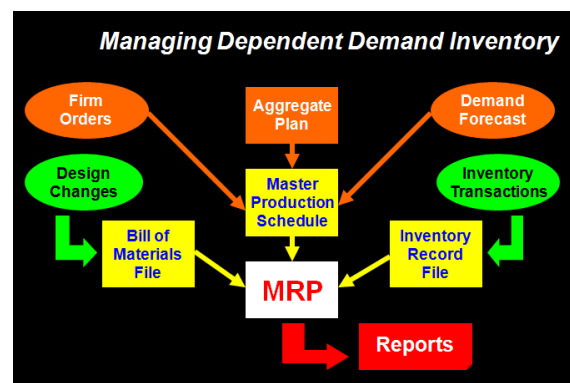 Managing Dependent Demand Inventory
Firm
Orders
Aggregate
Plan
Demand
Forecast
Design
Changes
Master
Production
Schedule
Inventory
Transactions
Bill of
Materials
File
Inventory
Record
File
MRP
Reports